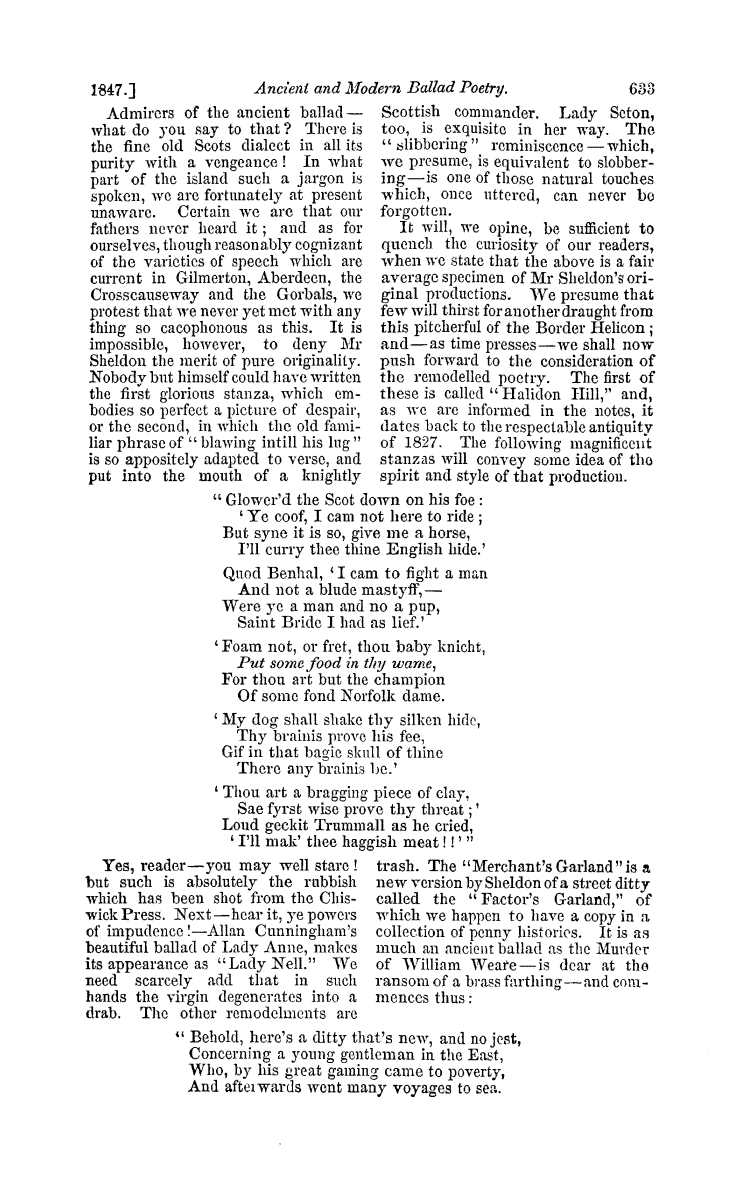 1847.] Ancient and Modern Ballad Poetry. 633
Admirers of the ancient ballad—
what do you say to that? There is
the fine old Scots dialect in all its
purity with a vengeance! In what
part of the island such a jargon is
spoken, we are fortunately at present
unaware. Certain we are that our
fathers never heard it; and as for
ourselves, though reasonably cognizant
of the varieties of speech which are
current in Gilmerton, Aberdeen, the
Crosscauseway and the Gorbals, we
protest that we never yet met with any
thing so cacophonous as this. It is
impossible, however, to deny Mr
Sheldon the merit of pure originality.
Nobody but himself could have written
the first glorious stanza, which em-
bodies so perfect a picture of despair,
or the second, in which the old fami-
liar phrase of "blawing intill his lug"
is so appositely adapted to verse, and
put into the mouth of a knightly
Scottish commander. Lady Seton,
too, is exquisite in her way. The
"slibbering" reminiscence—which,
we presume, is equivalent to slobber-
ing—is one of those natural touches
which, once uttered, can never be
forgotten.
It will, we opine, be sufficient to
quench the curiosity of our readers,
when we state that the above is a fair
average specimen of Mr Sheldon's ori-
ginal productions. We presume that
few will thirst for another draught from
this pitcherful of the Border Helicon;
and—as time presses—we shall now
push forward to the consideration of
the remodelled poetry. The first of
these is called "Halidon Hill," and,
as we are informed in the notes, it
dates back to the respectable antiquity
of 1827. The following magnificent
stanzas will convey some idea of the
spirit and style of that production.
"Glower'd the Scot down on his foe:
'Ye coof, I cam not here to ride;
But syne it is so, give me a horse,
I'll curry thee thine English hide.'
Quod Benhal, 'I cam to fight a man
And not a blude mastyff,—
Were ye a man and no a pup,
Saint Bride I had as lief.'
'Foam not, or fret, thou baby knicht,
Put some food in thy wame,
For thou art but the champion
Of some fond Norfolk dame.
'My dog shall shake thy silken hide,
Thy brainis prove his fee,
Gif in that bagie skull of thine
There any brainis be.'
'Thou art a bragging piece of clay,
Sae fyrst wise prove thy threat;'
Loud geckit Trummall as he cried,
'I'll mak' thee haggish meat!!'"
Yes, reader—you may well stare!
but such is absolutely the rubbish
which has been shot from the Chis-
wick Press. Next—hear it, ye powers
of impudence!—Allan Cunningham's
beautiful ballad of Lady Anne, makes
its appearance as "Lady Nell." We
need scarcely add that in such
hands the virgin degenerates into a
drab. The other remodelments are
trash. The "Merchant's Garland" is a
new version by Sheldon of a street ditty
called the "Factor's Garland," of
which we happen to have a copy in a
collection of penny histories. It is as
much an ancient ballad as the Murder
of William Weare—is dear at the
ransom of a brass farthing—and com-
mences thus:
"Behold, here's a ditty that's new, and no jest,
Concerning a young gentleman in the East,
Who, by his great gaming came to poverty,
And afterwards went many voyages to sea.